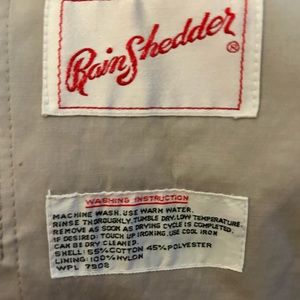 Rain Shedder ®
WASHING INSTRUCTION
MACHINE WASH. USE WARM WATER.
RINSE THOROUGHLY. TUMBLE DRY. LOW TEMPERATURE.
REMOVE AS SOON AS DRYING CYCLE IS COMPLETED.
IF DESIRED: TOUCH UP IRONING. USE COOL IRON
CAN BE DRY CLEANED.
SHELL: 55% COTTON 45% POLYESTER
LINING: 100% NYLON
WPL 7908